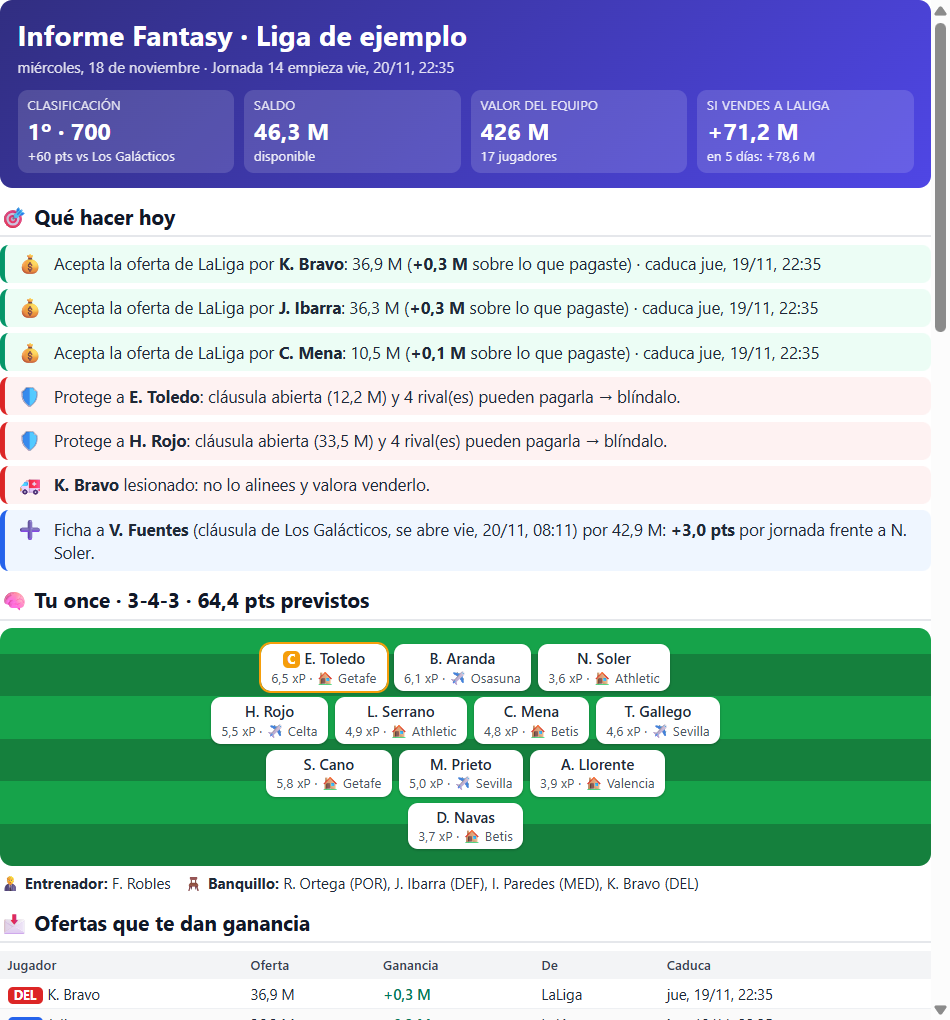 Informe Fantasy · Liga de ejemplo
miércoles, 18 de noviembre · Jornada 14 empieza vie, 20/11, 22:35
CLASIFICACIÓN
1º · 700
+60 pts vs Los Galácticos
SALDO
46,3 M
disponible
VALOR DEL EQUIPO
426 M
17 jugadores
SI VENDES A LALIGA
+71,2 M
en 5 días: +78,6 M
Qué hacer hoy
Acepta la oferta de LaLiga por K. Bravo: 36,9 M (+0,3 M sobre lo que pagaste) · caduca jue, 19/11, 22:35
Acepta la oferta de LaLiga por J. Ibarra: 36,3 M (+0,3 M sobre lo que pagaste) · caduca jue, 19/11, 22:35
Acepta la oferta de LaLiga por C. Mena: 10,5 M (+0,1 M sobre lo que pagaste) · caduca jue, 19/11, 22:35
Protege a E. Toledo: cláusula abierta (12,2 M) y 4 rival(es) pueden pagarla → blíndalo.
Protege a H. Rojo: cláusula abierta (33,5 M) y 4 rival(es) pueden pagarla → blíndalo.
K. Bravo lesionado: no lo alinees y valora venderlo.
Ficha a V. Fuentes (cláusula de Los Galácticos, se abre vie, 20/11, 08:11) por 42,9 M: +3,0 pts por jornada frente a N.
Soler.
Tu once · 3-4-3 · 64,4 pts previstos
C E. Toledo
6,5 xP · Getafe
B. Aranda
6,1 xP · Osasuna
N. Soler
3,6 xP · Athletic
H. Rojo
5,5 xP · Celta
L. Serrano
4,9 xP · Athletic
C. Mena
4,8 xP · Betis
T. Gallego
4,6 xP · Sevilla
S. Cano
5,8 xP · Getafe
M. Prieto
5,0 xP · Sevilla
A. Llorente
3,9 xP · Valencia
D. Navas
3,7 xP · Betis
Entrenador: F. Robles Banquillo: R. Ortega (POR), J. Ibarra (DEF), I. Paredes (MED), K. Bravo (DEL)
Ofertas que te dan ganancia
Jugador Oferta Ganancia De Caduca
DEL K. Bravo 36,9 M +0,3 M LaLiga jue, 19/11, 22:35